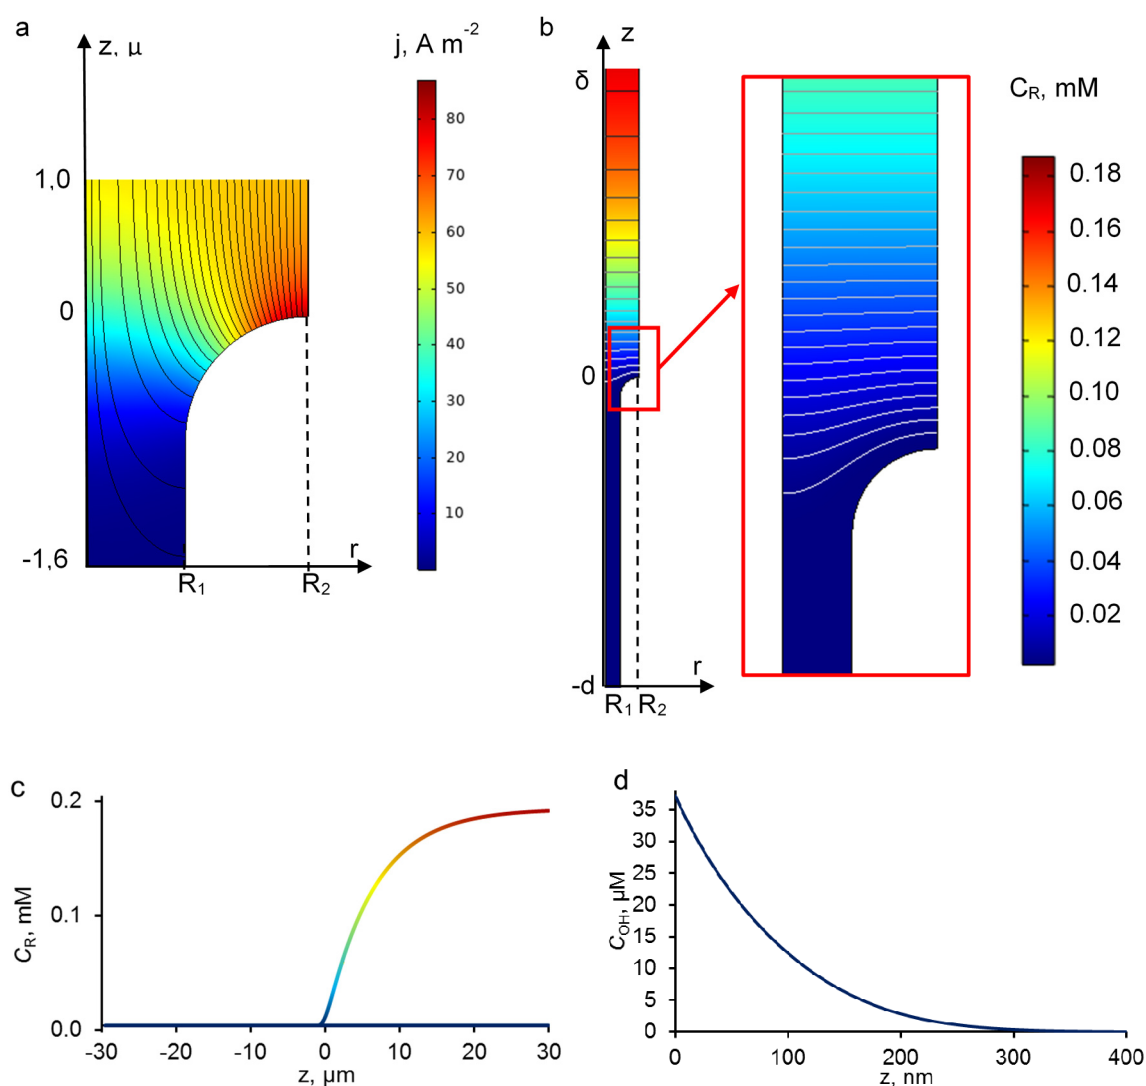 a
z, μ
j, A m⁻²
80
70
60
50
40
30
20
10
1,0
0
-1,6
r
R₁
R₂
b
z
δ
0
-d
r
R₁ R₂
C_R, mM
0.18
0.16
0.14
0.12
0.10
0.08
0.06
0.04
0.02
c
0.2
0.1
0.0
C_R, mM
-30 -20 -10 0 10 20 30
z, μm
d
35
30
25
20
15
10
5
0
C_OH, μM
0 100 200 300 400
z, nm